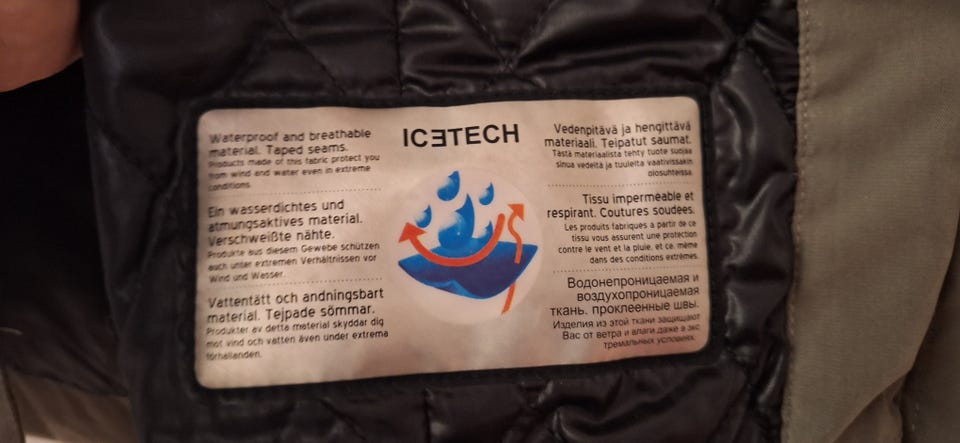 ICETECH
Waterproof and breathable
material. Taped seams.
Products made of this fabric protect you
from wind and water even in extreme
conditions.
Ein wasserdichtes und
atmungsaktives material.
Verschweißte nähte.
Produkte aus diesem Gewebe schützen
auch unter extremen Verhältnissen vor
Wind und Wasser.
Vattentätt och andningsbart
material. Tejpade sömmar.
Produkter av detta material skyddar dig
mot vind och vatten även under extrema
förhållanden.
Vedenpitävä ja hengittävä
materiaali. Teipatut saumat.
Tästä materiaalista tehty tuote suojaa
sinua vedeltä ja tuulelta vaativissakin
olosuhteissa.
Tissu imperméable et
respirant. Coutures soudées.
Les produits fabriqués a partir de ce
tissu vous assurent une protection
contre le vent et la pluie, et ce, même
dans des conditions extrêmes.
Водонепроницаемая и
воздухопроницаемая
ткань. проклеенные швы.
Изделия из этой ткани защищают
Вас от ветра и влаги даже в экс
тремальных условиях.